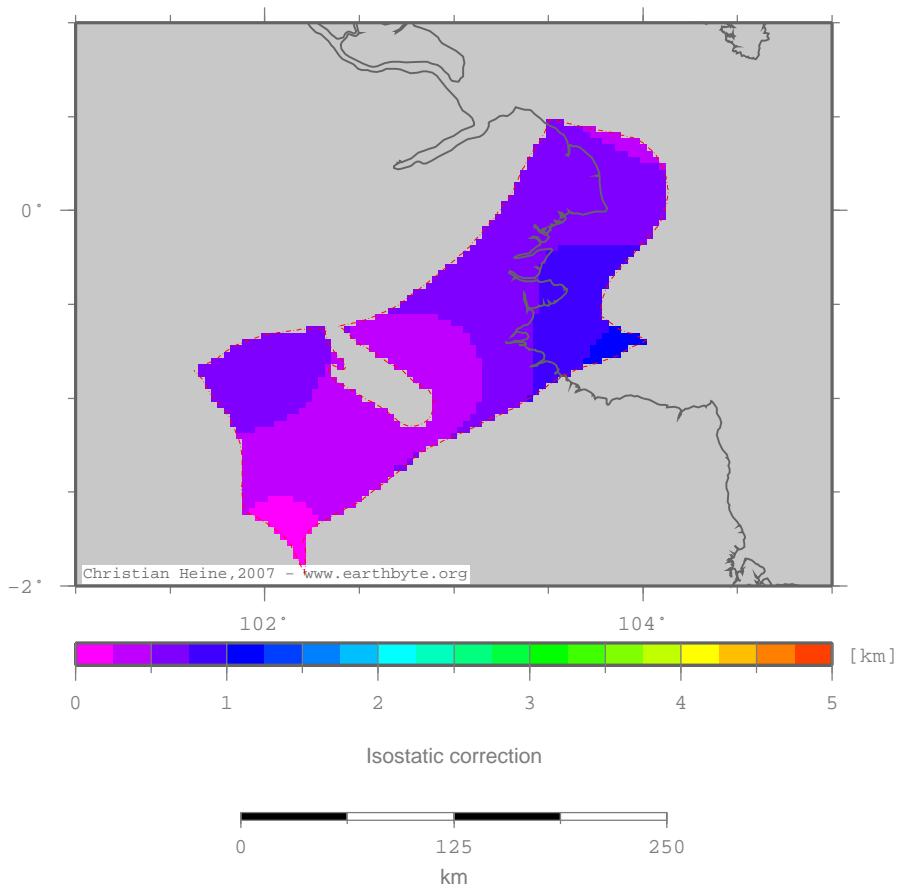 0°
-2°
Christian Heine,2007 - www.earthbyte.org
102° 104°
[km]
0 1 2 3 4 5
Isostatic correction
0 125 250
km